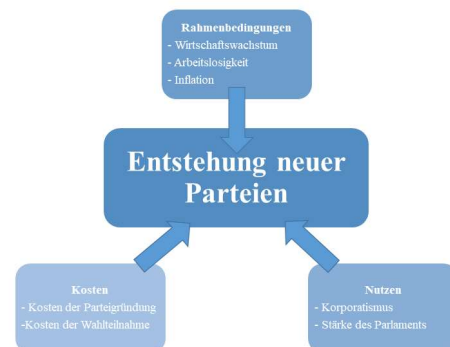 Rahmenbedingungen
- Wirtschaftswachstum
- Arbeitslosigkeit
- Inflation
Entstehung neuer
Parteien
Kosten
- Kosten der Parteigründung
-Kosten der Wahlteilnahme
Nutzen
- Korporatismus
- Stärke des Parlaments